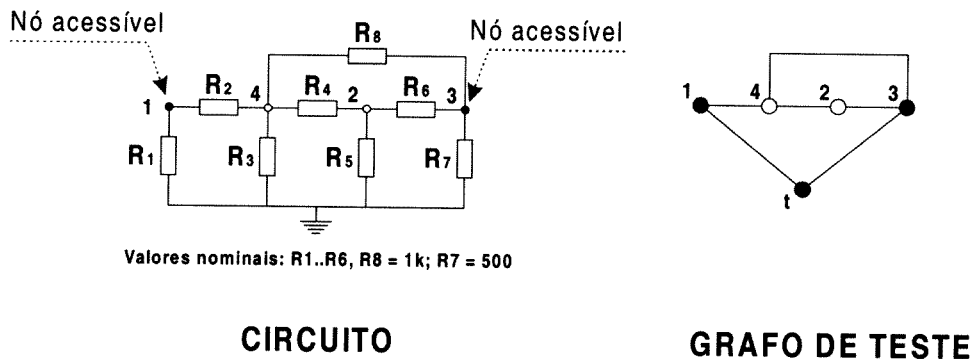 Nó acessível
Nó acessível
R8
1 R2 4 R4 2 R6 3
R1 R3 R5 R7
Valores nominais: R1..R6, R8 = 1k; R7 = 500
CIRCUITO
1 4 2 3
t
GRAFO DE TESTE